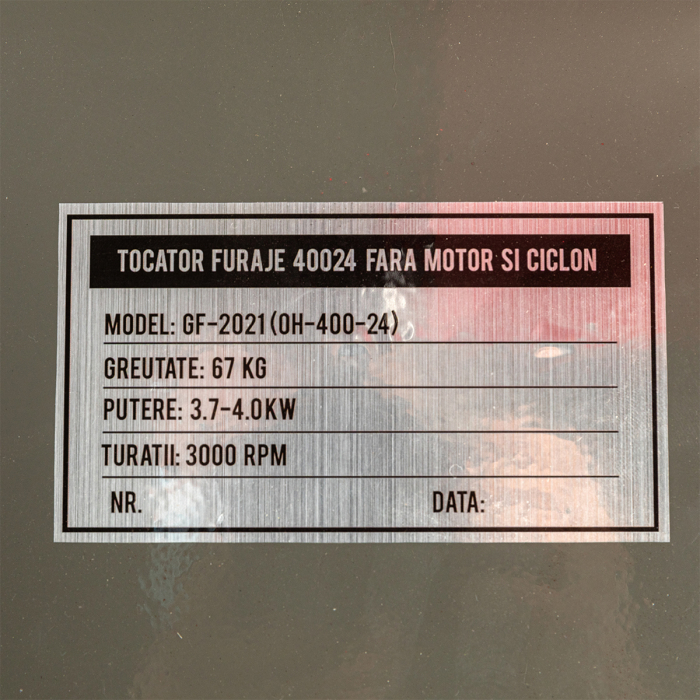 TOCATOR FURAJE 40024 FARA MOTOR SI CICLON
MODEL: GF-2021(OH-400-24)
GREUTATE: 67 KG
PUTERE: 3.7-4.0KW
TURATII: 3000 RPM
NR. DATA: